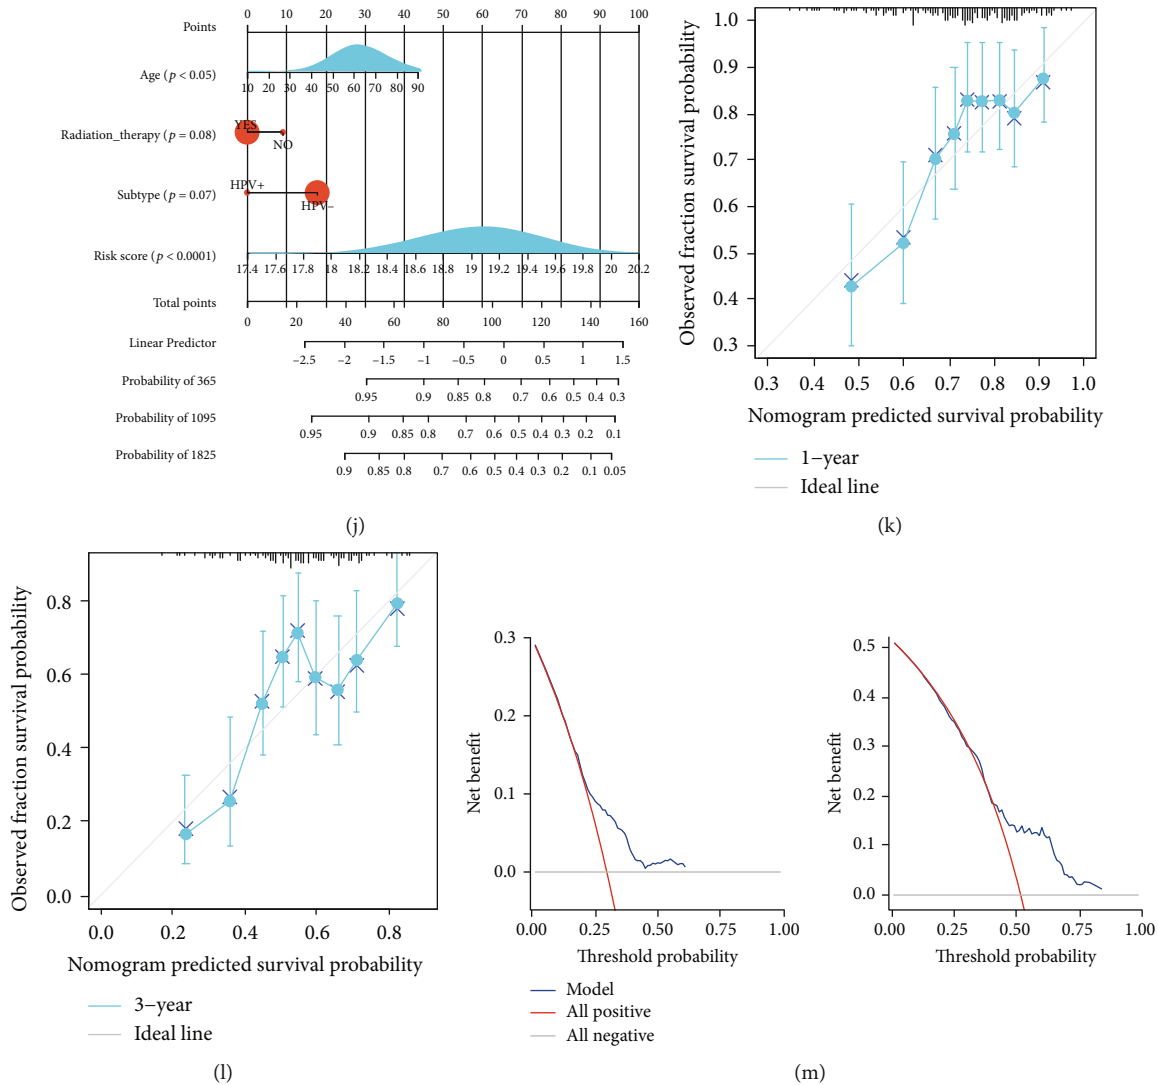 Points
0 10 20 30 40 50 60 70 80 90 100
Age (p < 0.05)
10 20 30 40 50 60 70 80 90
Radiation_therapy (p = 0.08)
YES
NO
Subtype (p = 0.07)
HPV+
HPV−
Risk score (p < 0.0001)
17.4 17.6 17.8 18 18.2 18.4 18.6 18.8 19 19.2 19.4 19.6 19.8 20 20.2
Total points
0 20 40 60 80 100 120 140 160
Linear Predictor
−2.5 −2 −1.5 −1 −0.5 0 0.5 1 1.5
Probability of 365
0.95 0.9 0.85 0.8 0.7 0.6 0.5 0.4 0.3
Probability of 1095
0.95 0.9 0.85 0.8 0.7 0.6 0.5 0.4 0.3 0.2 0.1
Probability of 1825
0.9 0.85 0.8 0.7 0.6 0.5 0.4 0.3 0.2 0.1 0.05
(j)
Observed fraction survival probability
1.0
0.9
0.8
0.7
0.6
0.5
0.4
0.3
0.3 0.4 0.5 0.6 0.7 0.8 0.9 1.0
Nomogram predicted survival probability
1−year
Ideal line
(k)
Observed fraction survival probability
0.8
0.6
0.4
0.2
0.0
0.0 0.2 0.4 0.6 0.8
Nomogram predicted survival probability
3−year
Ideal line
(l)
Net benefit
0.3
0.2
0.1
0.0
0.00 0.25 0.50 0.75 1.00
Threshold probability
Model
All positive
All negative
Net benefit
0.5
0.4
0.3
0.2
0.1
0.0
0.00 0.25 0.50 0.75 1.00
Threshold probability
(m)